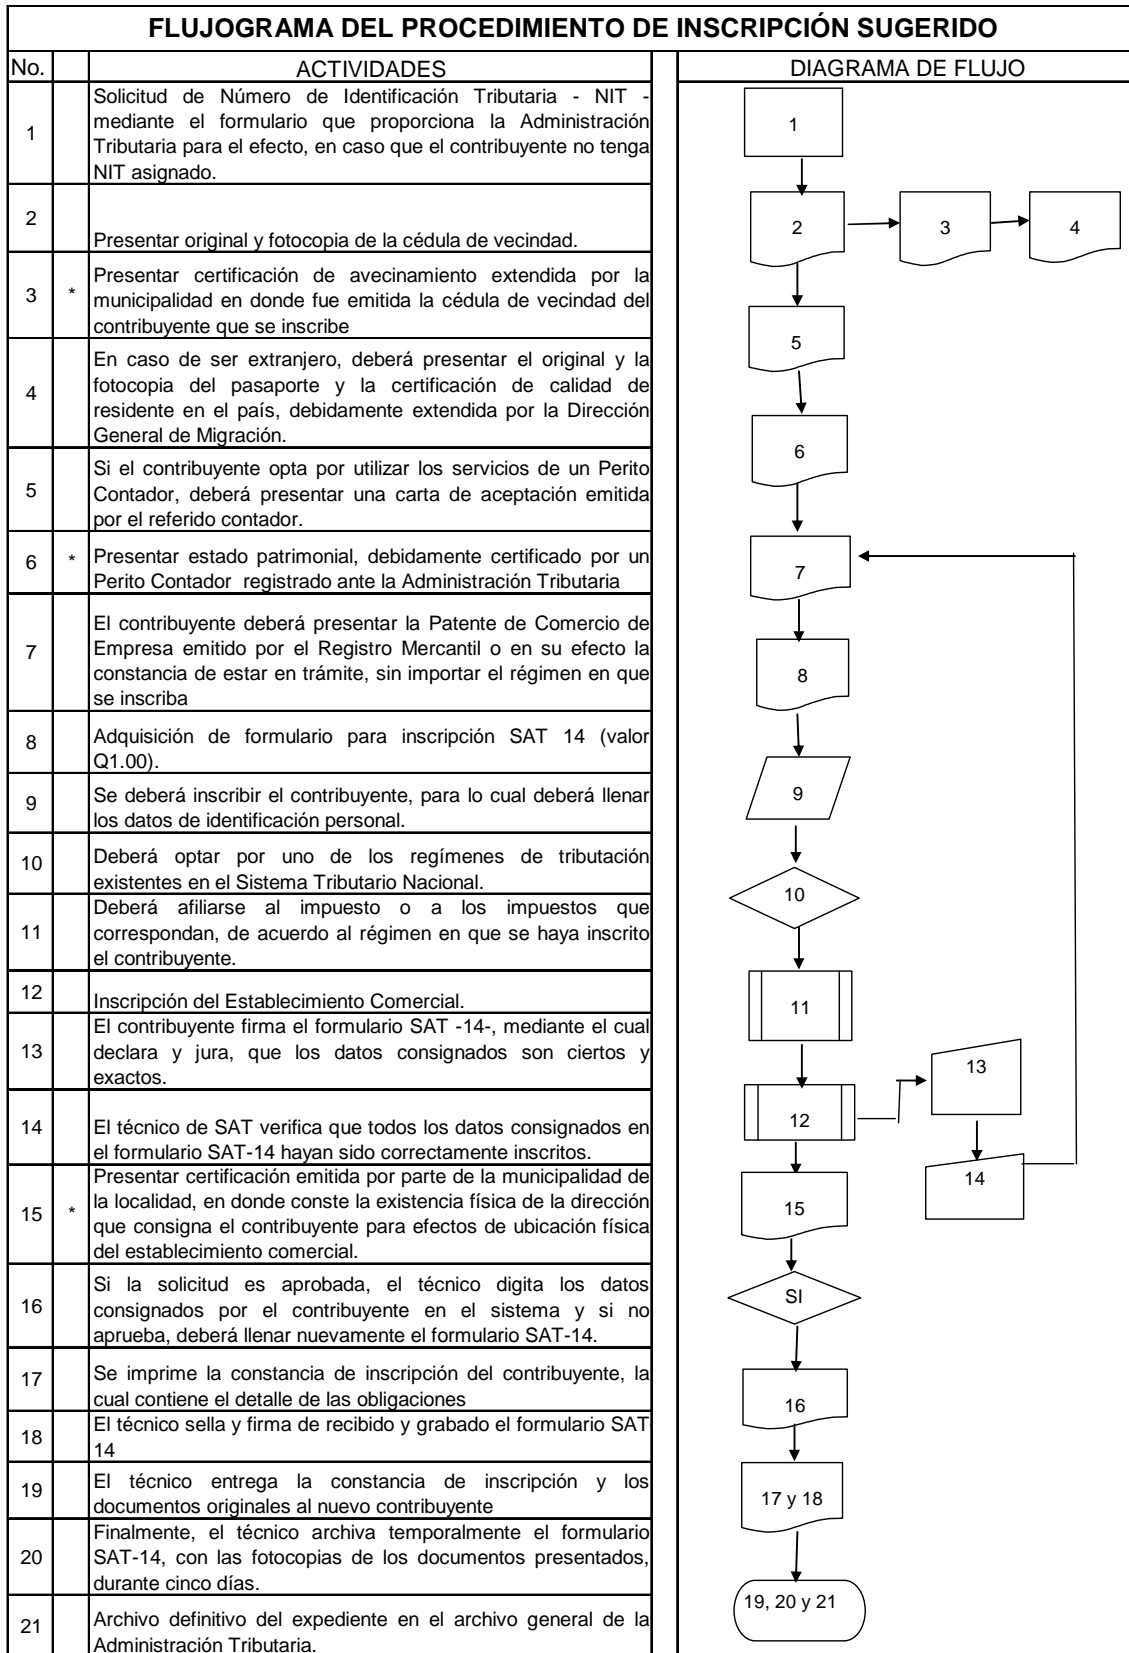 FLUJOGRAMA DEL PROCEDIMIENTO DE INSCRIPCIÓN SUGERIDO
No.
ACTIVIDADES
DIAGRAMA DE FLUJO
1
Solicitud de Número de Identificación Tributaria - NIT -
mediante el formulario que proporciona la Administración
Tributaria para el efecto, en caso que el contribuyente no tenga
NIT asignado.
2
Presentar original y fotocopia de la cédula de vecindad.
3 *
Presentar certificación de avecinamiento extendida por la
municipalidad en donde fue emitida la cédula de vecindad del
contribuyente que se inscribe
4
En caso de ser extranjero, deberá presentar el original y la
fotocopia del pasaporte y la certificación de calidad de
residente en el país, debidamente extendida por la Dirección
General de Migración.
5
Si el contribuyente opta por utilizar los servicios de un Perito
Contador, deberá presentar una carta de aceptación emitida
por el referido contador.
6 *
Presentar estado patrimonial, debidamente certificado por un
Perito Contador registrado ante la Administración Tributaria
7
El contribuyente deberá presentar la Patente de Comercio de
Empresa emitido por el Registro Mercantil o en su efecto la
constancia de estar en trámite, sin importar el régimen en que
se inscriba
8
Adquisición de formulario para inscripción SAT 14 (valor
Q1.00).
9
Se deberá inscribir el contribuyente, para lo cual deberá llenar
los datos de identificación personal.
10
Deberá optar por uno de los regímenes de tributación
existentes en el Sistema Tributario Nacional.
11
Deberá afiliarse al impuesto o a los impuestos que
correspondan, de acuerdo al régimen en que se haya inscrito
el contribuyente.
12
Inscripción del Establecimiento Comercial.
13
El contribuyente firma el formulario SAT -14-, mediante el cual
declara y jura, que los datos consignados son ciertos y
exactos.
14
El técnico de SAT verifica que todos los datos consignados en
el formulario SAT-14 hayan sido correctamente inscritos.
15 *
Presentar certificación emitida por parte de la municipalidad de
la localidad, en donde conste la existencia física de la dirección
que consigna el contribuyente para efectos de ubicación física
del establecimiento comercial.
16
Si la solicitud es aprobada, el técnico digita los datos
consignados por el contribuyente en el sistema y si no
aprueba, deberá llenar nuevamente el formulario SAT-14.
17
Se imprime la constancia de inscripción del contribuyente, la
cual contiene el detalle de las obligaciones
18
El técnico sella y firma de recibido y grabado el formulario SAT
14
19
El técnico entrega la constancia de inscripción y los
documentos originales al nuevo contribuyente
20
Finalmente, el técnico archiva temporalmente el formulario
SAT-14, con las fotocopias de los documentos presentados,
durante cinco días.
21
Archivo definitivo del expediente en el archivo general de la
Administración Tributaria.
1
2
3
4
5
6
7
8
9
10
11
12
13
14
15
SI
16
17 y 18
19, 20 y 21